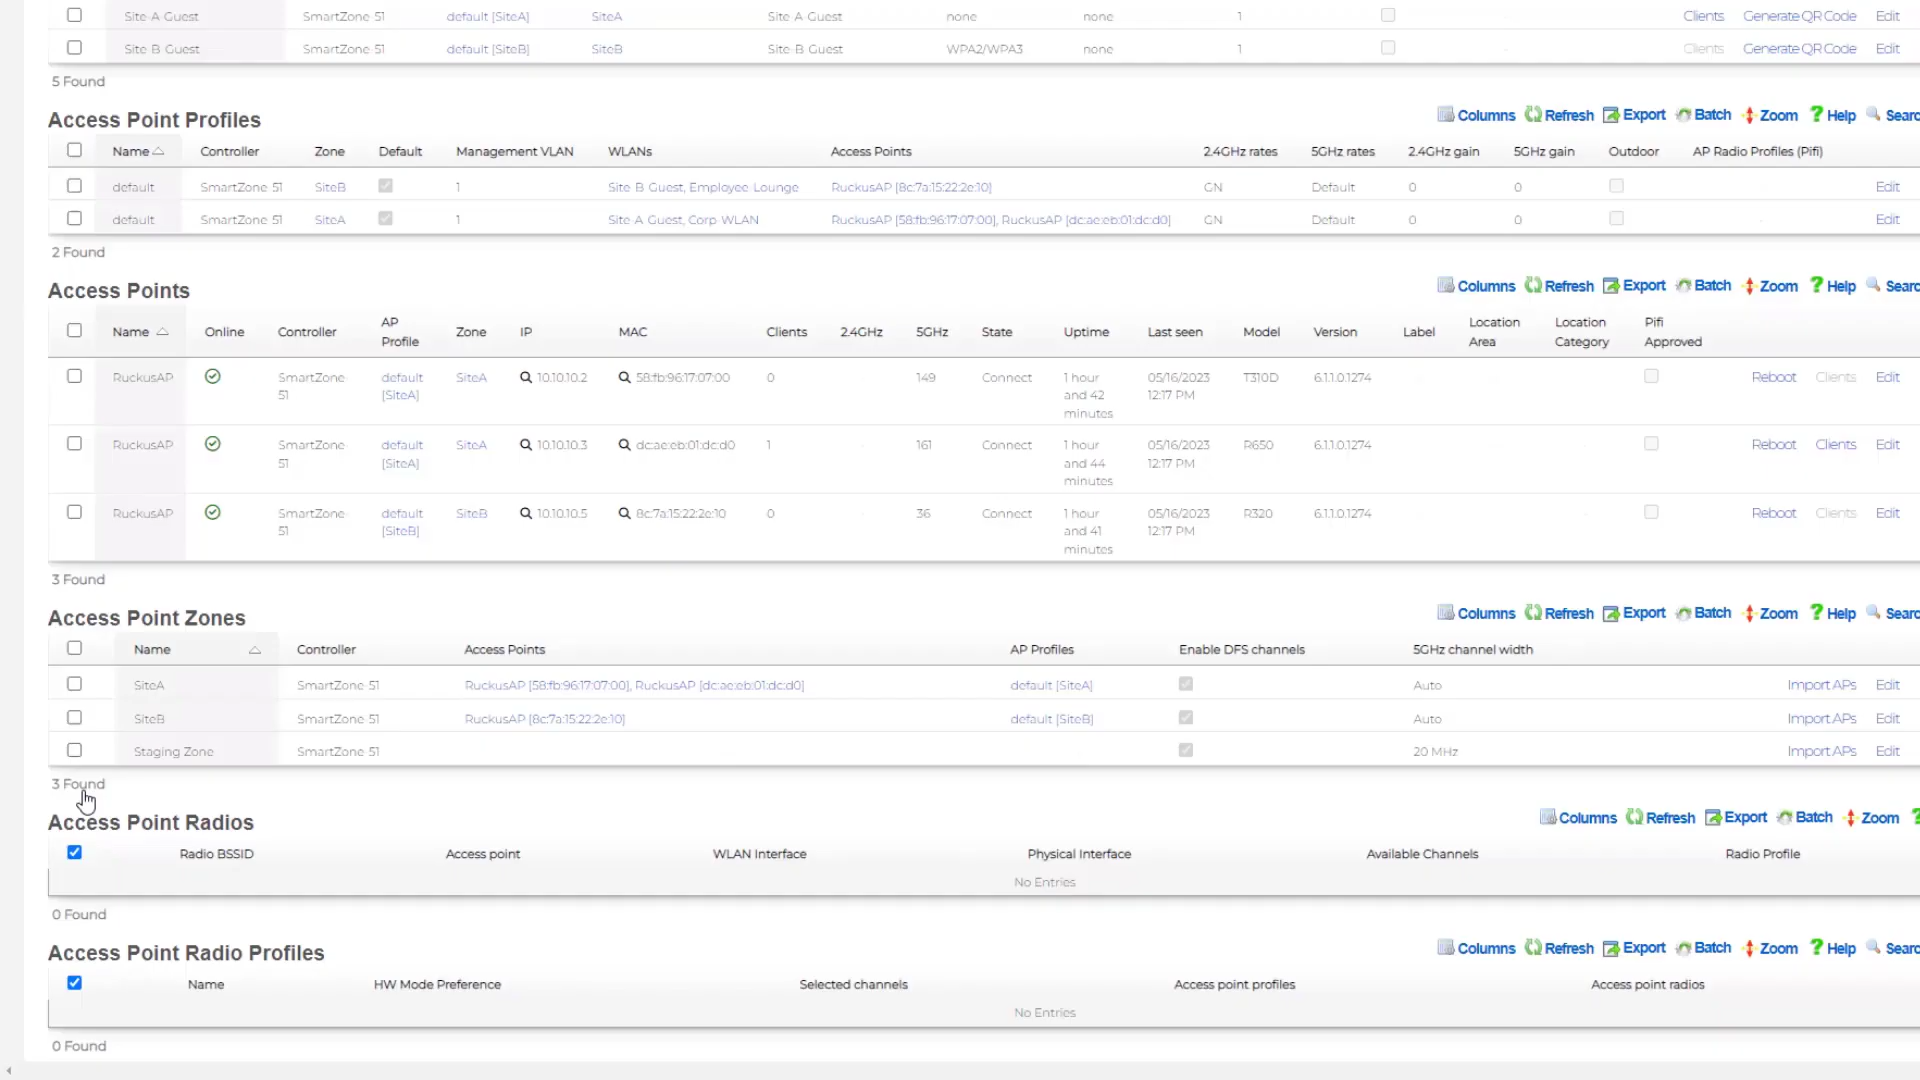 Site-A-Guest SmartZone-51 default [SiteA] SiteA Site-A-Guest none none 1 Clients Generate QR Code Edit
Site-B-Guest SmartZone-51 default [SiteB] SiteB Site-B-Guest WPA2/WPA3 none 1 - Clients Generate QR Code Edit
5 Found
Access Point Profiles Columns Refresh Export Batch Zoom Help Searc
Name Controller Zone Default Management VLAN WLANs Access Points 2.4GHz rates 5GHz rates 2.4GHz gain 5GHz gain Outdoor AP Radio Profiles (Pifi)
default SmartZone-51 SiteB 1 Site-B-Guest, Employee-Lounge RuckusAP [8c:7a:15:22:2e:10] GN Default 0 0 Edit
default SmartZone-51 SiteA 1 Site-A-Guest, Corp-WLAN RuckusAP [58:fb:96:17:07:00], RuckusAP [dc:ae:eb:01:dc:d0] GN Default 0 0 - Edit
2 Found
Access Points Columns Refresh Export Batch Zoom Help Searc
Name Online Controller AP Profile Zone IP MAC Clients 2.4GHz 5GHz State Uptime Last seen Model Version Label Location Area Location Category Pifi Approved
RuckusAP SmartZone-51 default [SiteA] SiteA 10.10.10.2 58:fb:96:17:07:00 0 149 Connect 1 hour and 42 minutes 05/16/2023 12:17 PM T310D 6.1.1.0.1274 Reboot Clients Edit
RuckusAP SmartZone-51 default [SiteA] SiteA 10.10.10.3 dc:ae:eb:01:dc:d0 1 161 Connect 1 hour and 44 minutes 05/16/2023 12:17 PM R650 6.1.1.0.1274 Reboot Clients Edit
RuckusAP SmartZone-51 default [SiteB] SiteB 10.10.10.5 8c:7a:15:22:2e:10 0 36 Connect 1 hour and 41 minutes 05/16/2023 12:17 PM R320 6.1.1.0.1274 Reboot Clients Edit
3 Found
Access Point Zones Columns Refresh Export Batch Zoom Help Searc
Name Controller Access Points AP Profiles Enable DFS channels 5GHz channel width
SiteA SmartZone-51 RuckusAP [58:fb:96:17:07:00], RuckusAP [dc:ae:eb:01:dc:d0] default [SiteA] Auto Import APs Edit
SiteB SmartZone-51 RuckusAP [8c:7a:15:22:2e:10] default [SiteB] Auto Import APs Edit
Staging Zone SmartZone-51 20 MHz Import APs Edit
3 Found
Access Point Radios Columns Refresh Export Batch Zoom ?
Radio BSSID Access point WLAN Interface Physical Interface Available Channels Radio Profile
No Entries
0 Found
Access Point Radio Profiles Columns Refresh Export Batch Zoom Help Searc
Name HW Mode Preference Selected channels Access point profiles Access point radios
No Entries
0 Found